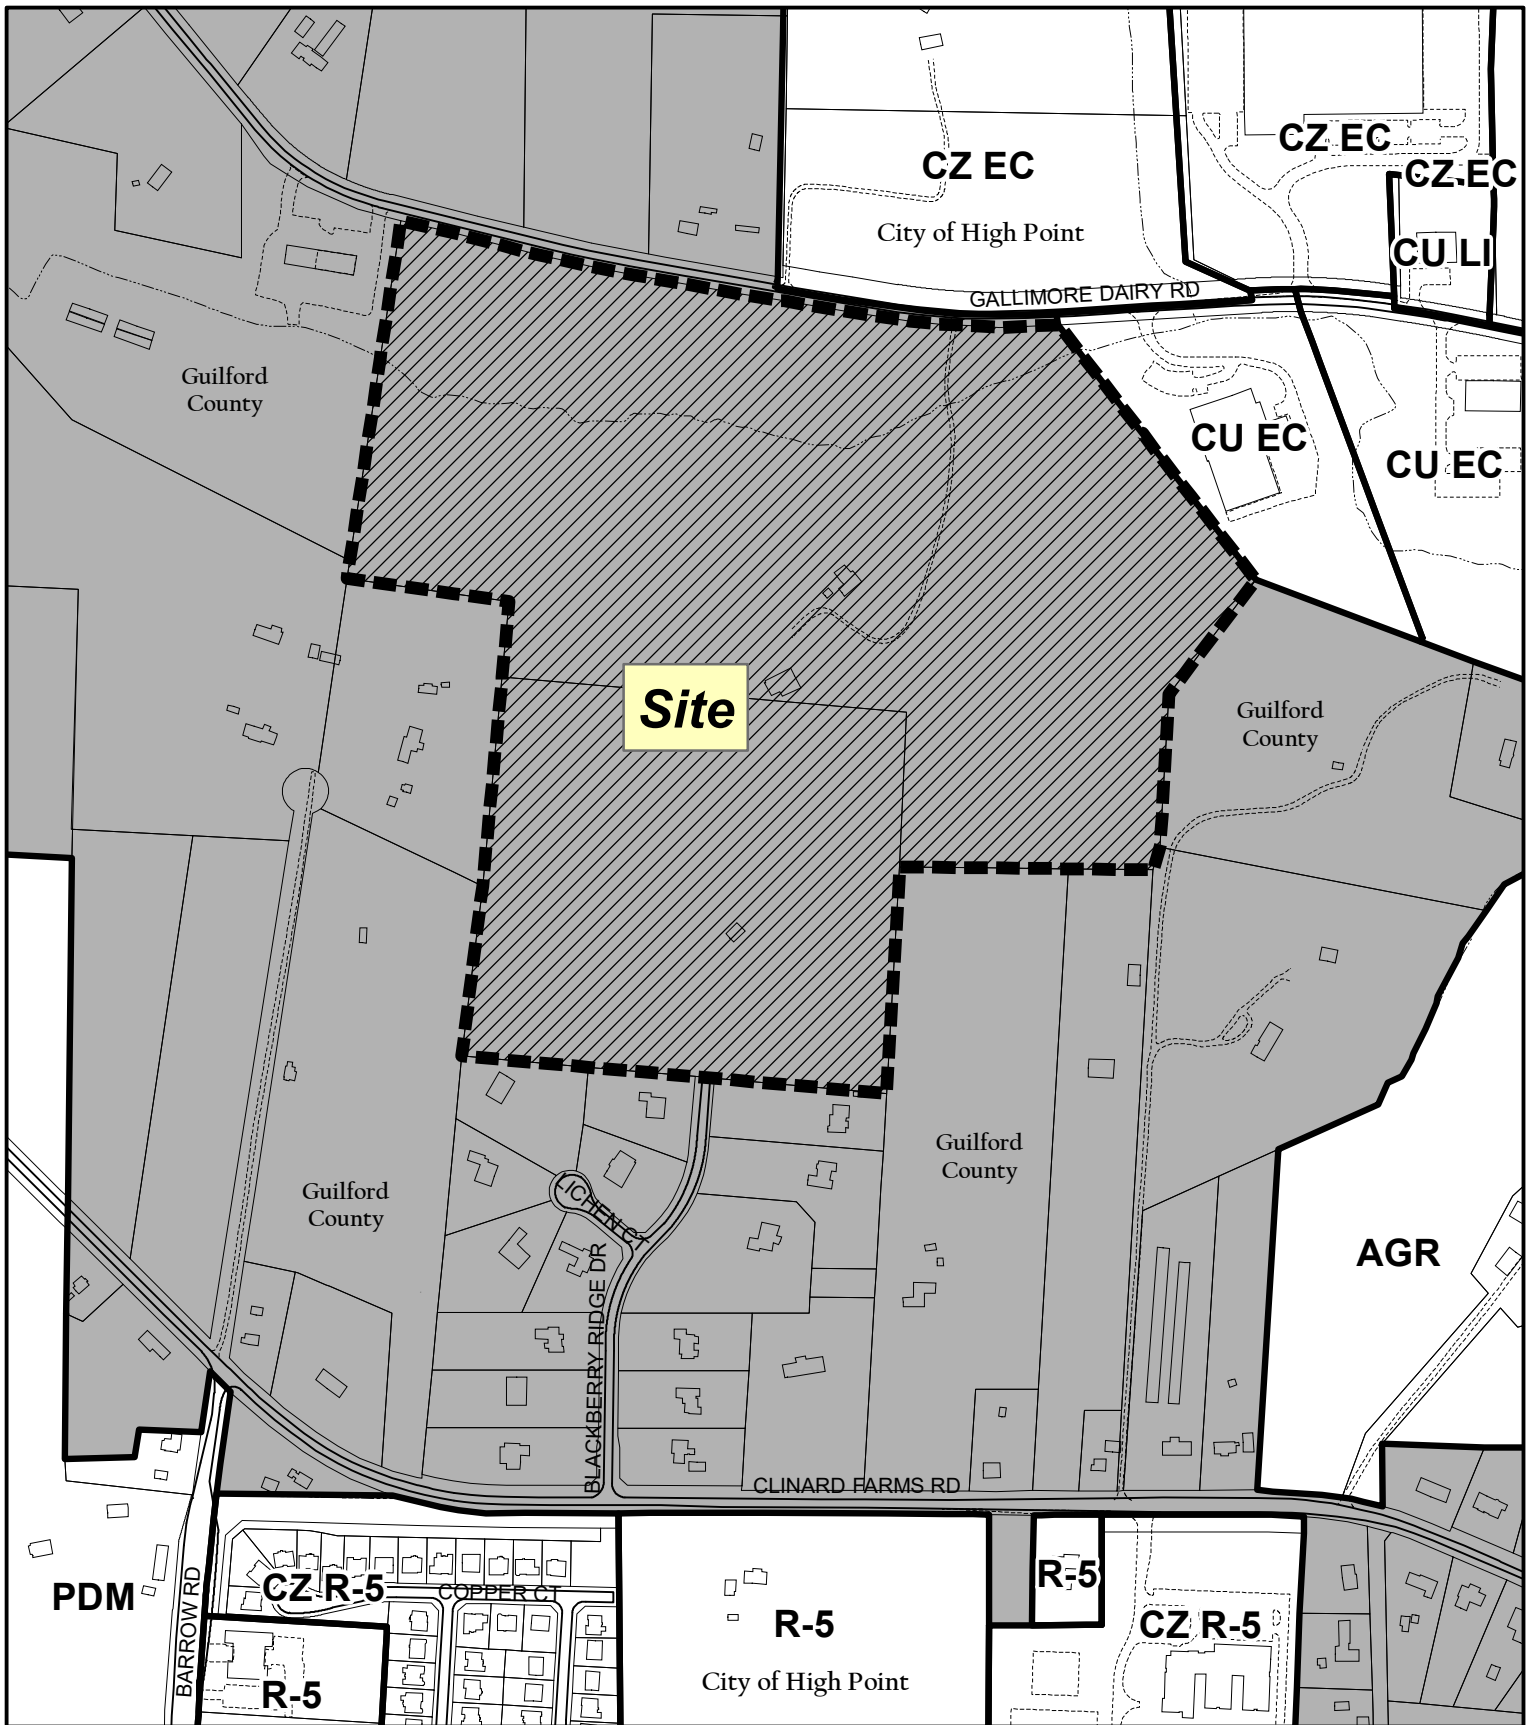 CZ EC
CZ EC
CZ EC
City of High Point
CU LI
GALLIMORE DAIRY RD
Guilford
County
CU EC
CU EC
Site
Guilford
County
Guilford
County
Guilford
County
LICHEN CT
BLACKBERRY RIDGE DR
AGR
CLINARD FARMS RD
PDM
BARROW RD
CZ R-5
COPPER CT
R-5
R-5
R-5
CZ R-5
City of High Point